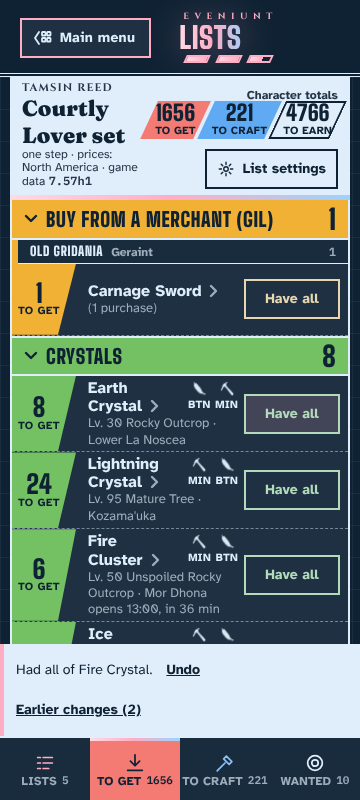 Main menu
EVENIUNT
LISTS
TAMSIN REED
Courtly
Lover set
one step · prices:
North America · game
data 7.57h1
Character totals
1656 TO GET
221 TO CRAFT
4766 TO EARN
List settings
BUY FROM A MERCHANT (GIL) 1
OLD GRIDANIA Geraint 1
1 TO GET
Carnage Sword
(1 purchase)
Have all
CRYSTALS 8
8 TO GET
Earth
Crystal
BTN MIN
Lv. 30 Rocky Outcrop ·
Lower La Noscea
Have all
24 TO GET
Lightning
Crystal
MIN BTN
Lv. 95 Mature Tree ·
Kozama'uka
Have all
6 TO GET
Fire
Cluster
MIN BTN
Lv. 50 Unspoiled Rocky
Outcrop · Mor Dhona
opens 13:00, in 36 min
Have all
Ice
Had all of Fire Crystal. Undo
Earlier changes (2)
LISTS 5
TO GET 1656
TO CRAFT 221
WANTED 10